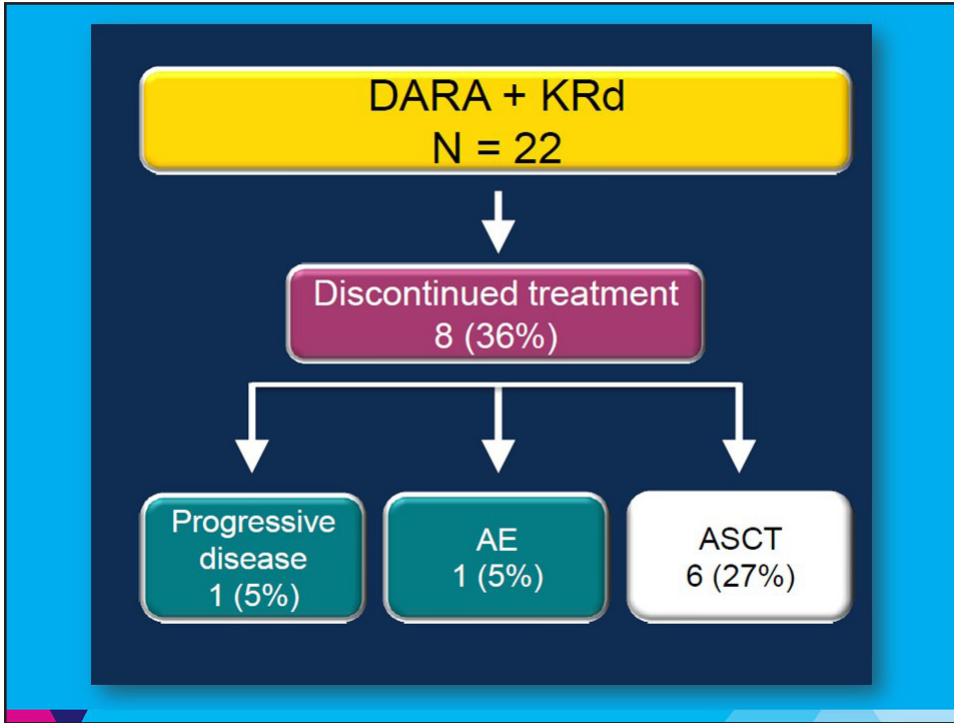 DARA + KRd
N = 22
Discontinued treatment
8 (36%)
Progressive
disease
1 (5%)
AE
1 (5%)
ASCT
6 (27%)